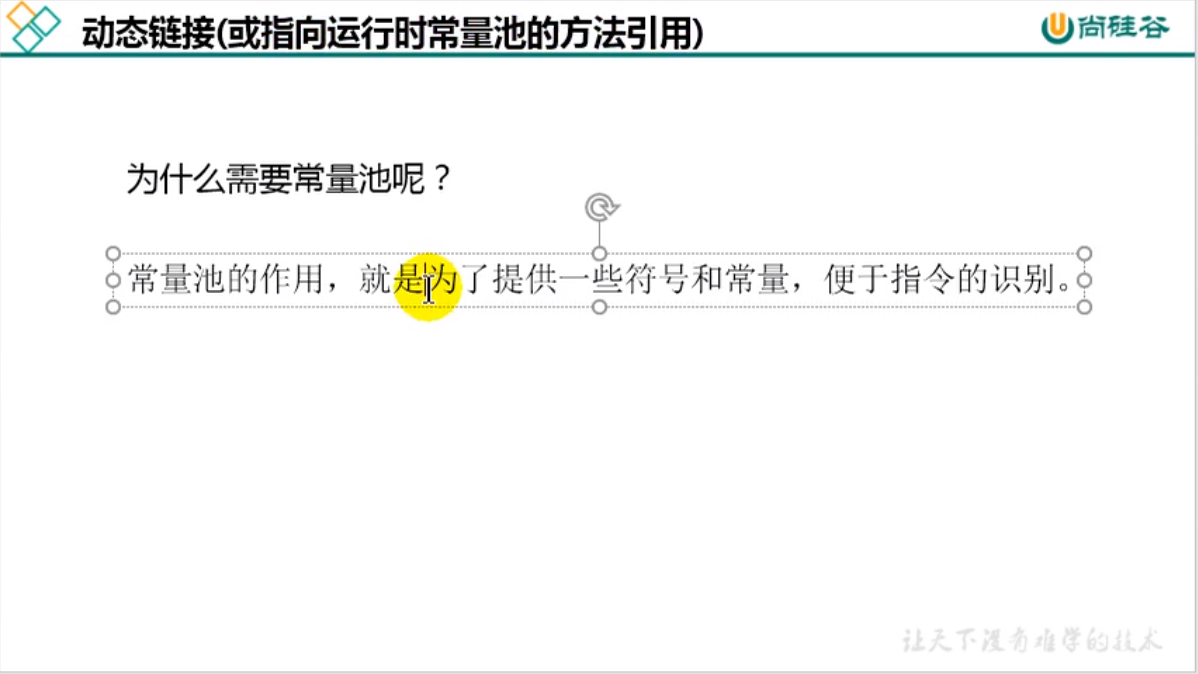 动态链接(或指向运行时常量池的方法引用)
尚硅谷
为什么需要常量池呢？
常量池的作用，就是为了提供一些符号和常量，便于指令的识别。
让天下没有难学的技术